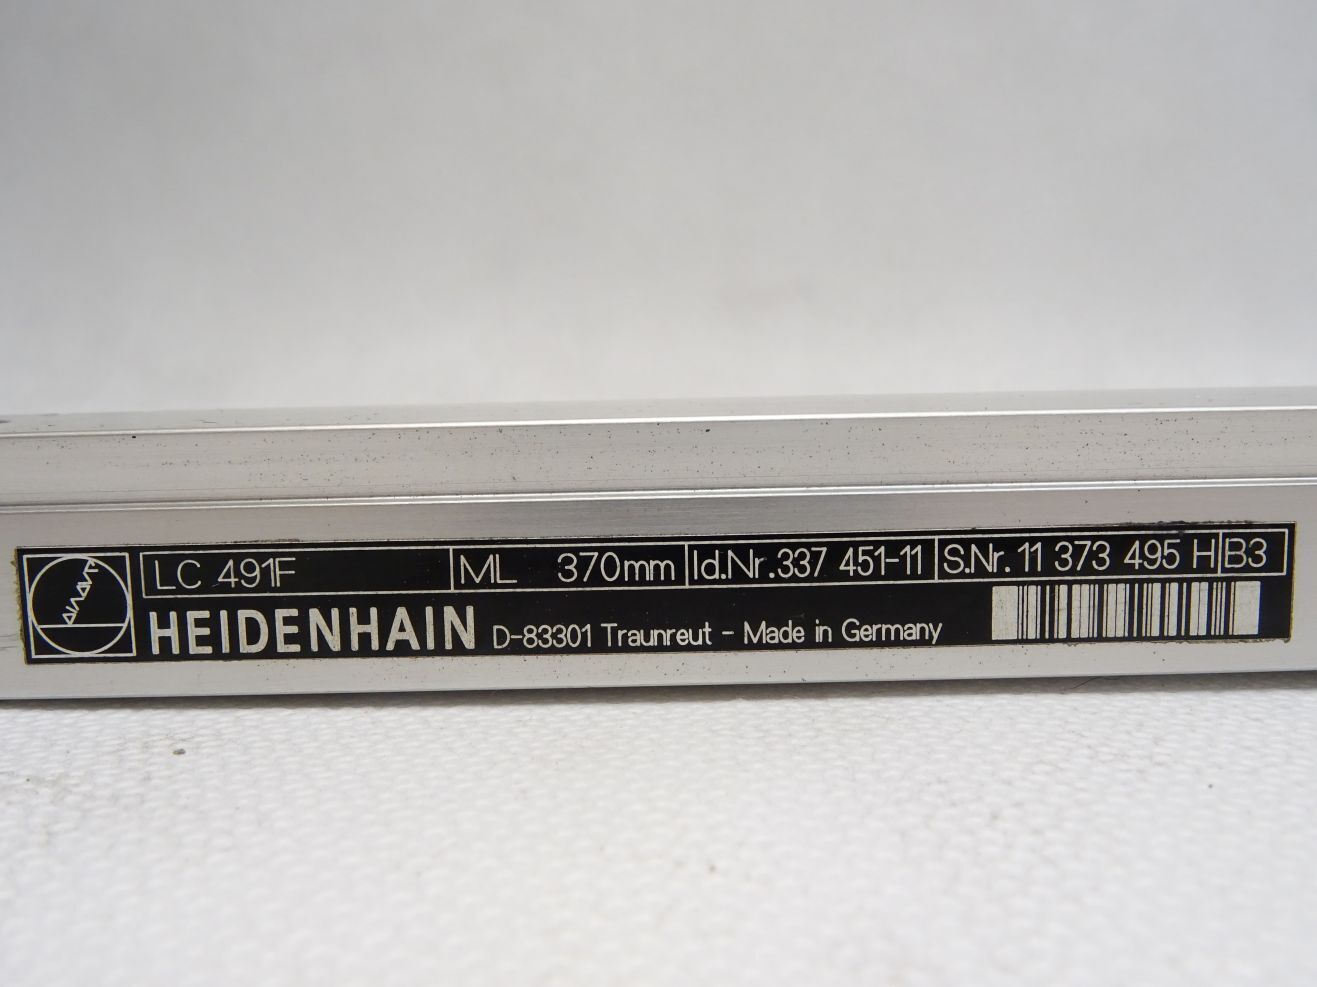 LC 491F ML 370mm Id.Nr.337 451-11 S.Nr. 11 373 495 H B3
HEIDENHAIN D-83301 Traunreut - Made in Germany